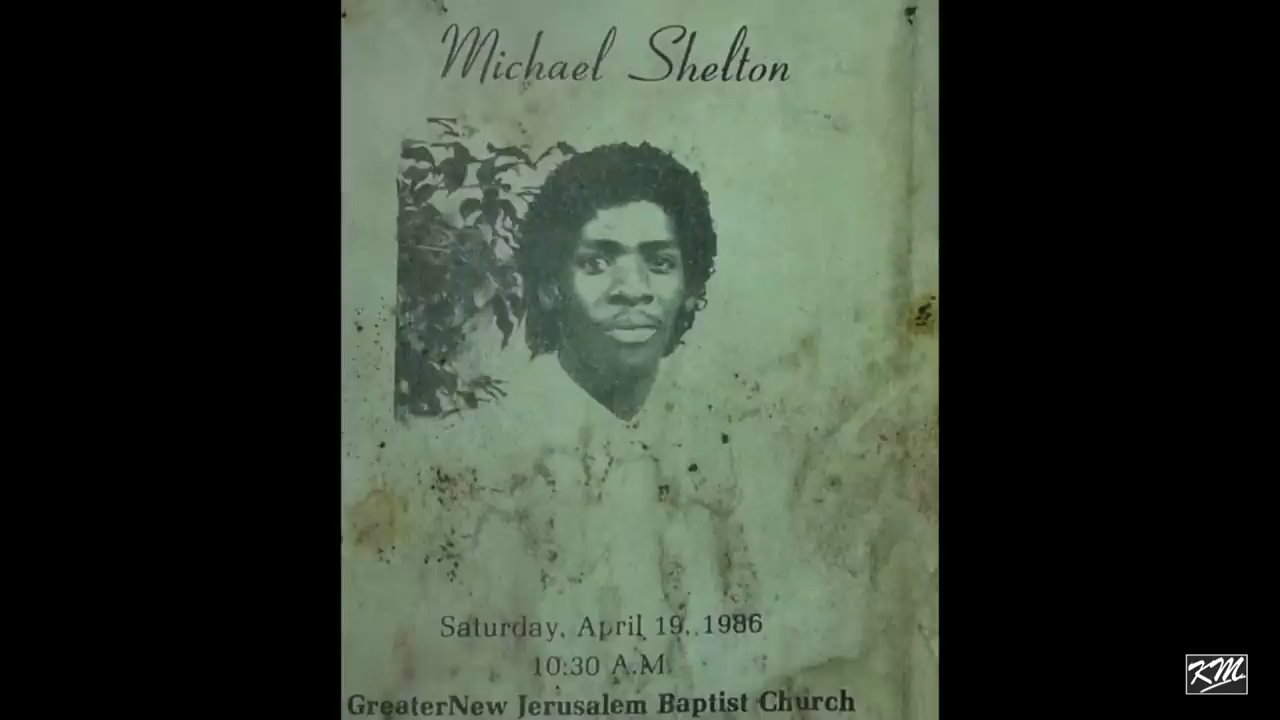 Michael Shelton
Saturday, April 19, 1986
10:30 A.M.
GreaterNew Jerusalem Baptist Church
KM